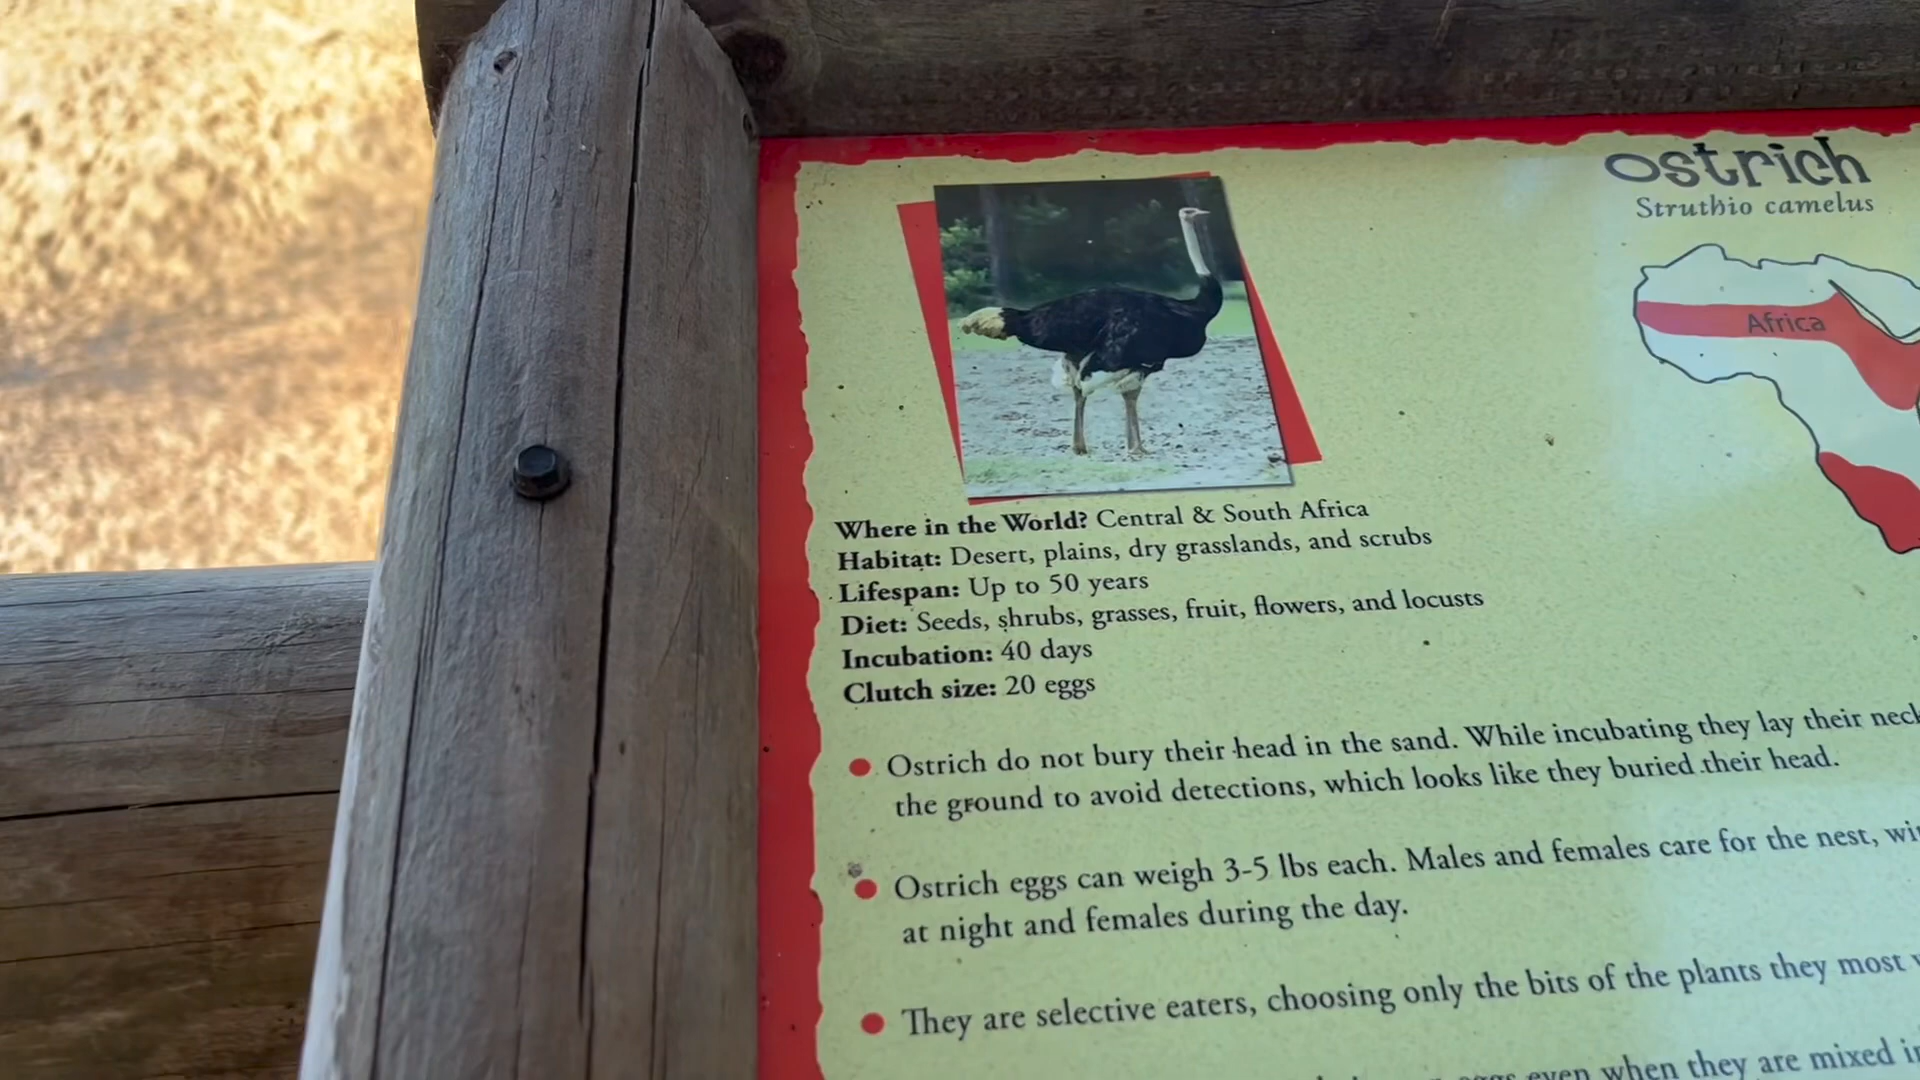 Ostrich
Struthio camelus
Africa
Where in the World? Central & South Africa
Habitat: Desert, plains, dry grasslands, and scrubs
Lifespan: Up to 50 years
Diet: Seeds, shrubs, grasses, fruit, flowers, and locusts
Incubation: 40 days
Clutch size: 20 eggs
Ostrich do not bury their head in the sand. While incubating they lay their
the ground to avoid detections, which looks like they buried their head.
Ostrich eggs can weigh 3-5 lbs each. Males and females care for the nest,
at night and females during the day.
They are selective eaters, choosing only the bits of the plants they most
eggs even when they are mixed